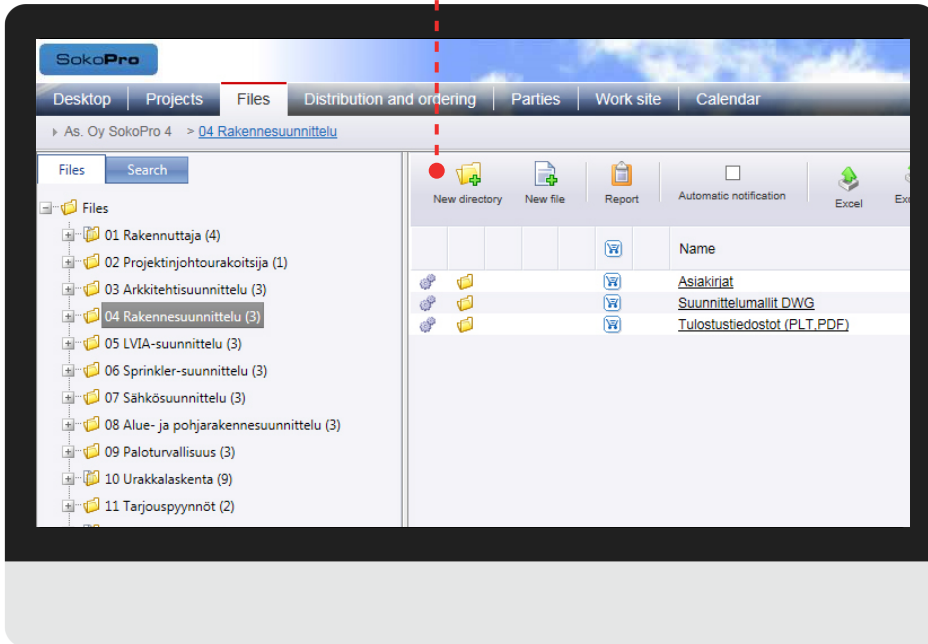 SokoPro
Desktop Projects Files Distribution and ordering Parties Work site Calendar
As. Oy SokoPro 4 > 04 Rakennesuunnittelu
Files Search
New directory New file Report Automatic notification Excel
Files
01 Rakennuttaja (4)
02 Projektinjohtourakoitsija (1)
03 Arkkitehtisuunnittelu (3)
04 Rakennesuunnittelu (3)
05 LVIA-suunnittelu (3)
06 Sprinkler-suunnittelu (3)
07 Sähkösuunnittelu (3)
08 Alue- ja pohjarakennesuunnittelu (3)
09 Paloturvallisuus (3)
10 Urakkalaskenta (9)
11 Tarjouspyynnöt (2)
Name
Asiakirjat
Suunnittelumallit DWG
Tulostustiedostot (PLT,PDF)